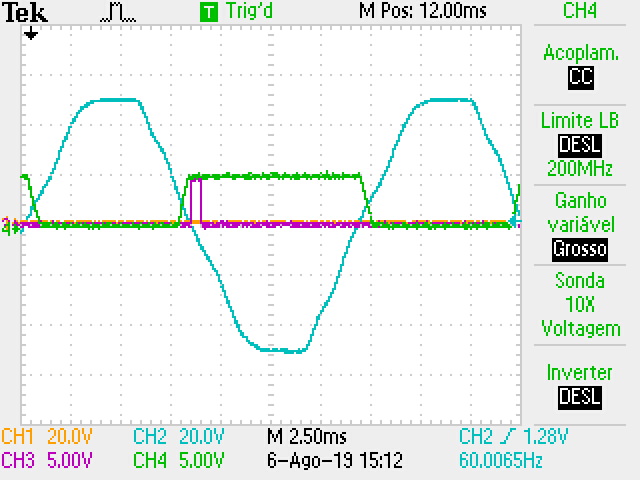 Tek T Trig'd M Pos: 12.00ms CH4
Acoplam.
CC
Limite LB
DESL
200MHz
Ganho
variável
Grosso
Sonda
10X
Voltagem
Inverter
DESL
CH1 20.0V CH2 20.0V M 2.50ms CH2 1.28V
CH3 5.00V CH4 5.00V 6-Ago-19 15:12 60.0065Hz